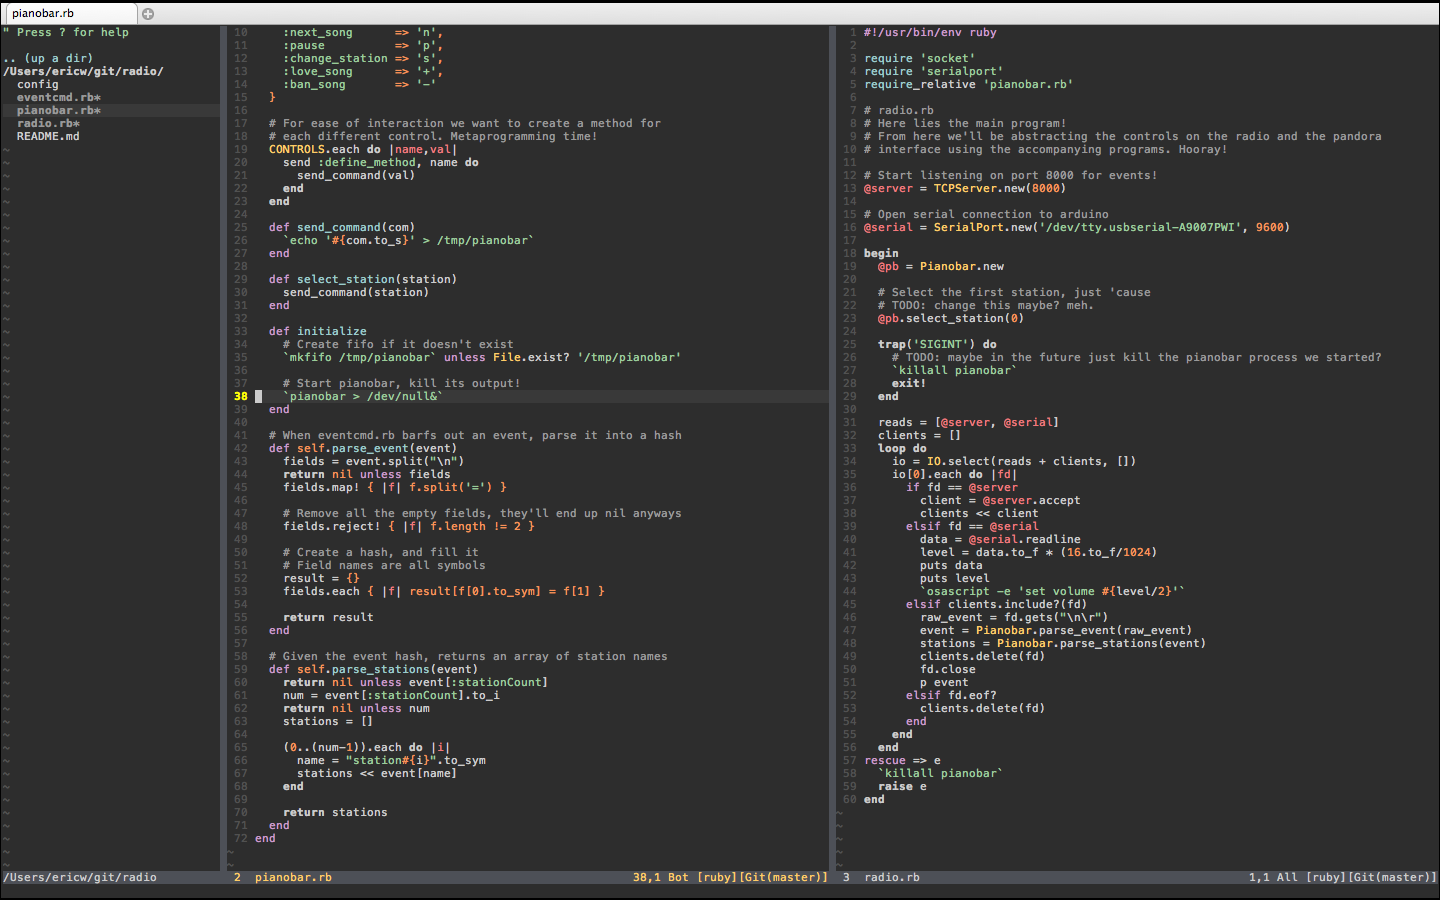 pianobar.rb
" Press ? for help
.. (up a dir)
/Users/ericw/git/radio/
config
eventcmd.rb*
pianobar.rb*
radio.rb*
README.md
/Users/ericw/git/radio
10     :next_song      => 'n',
11     :pause          => 'p',
12     :change_station => 's',
13     :love_song      => '+',
14     :ban_song       => '-'
15   }
16
17   # For ease of interaction we want to create a method for
18   # each different control. Metaprogramming time!
19   CONTROLS.each do |name,val|
20     send :define_method, name do
21       send_command(val)
22     end
23   end
24
25   def send_command(com)
26     `echo '#{com.to_s}' > /tmp/pianobar`
27   end
28
29   def select_station(station)
30     send_command(station)
31   end
32
33   def initialize
34     # Create fifo if it doesn't exist
35     `mkfifo /tmp/pianobar` unless File.exist? '/tmp/pianobar'
36
37     # Start pianobar, kill its output!
38     `pianobar > /dev/null&`
39   end
40
41   # When eventcmd.rb barfs out an event, parse it into a hash
42   def self.parse_event(event)
43     fields = event.split("\n")
44     return nil unless fields
45     fields.map! { |f| f.split('=') }
46
47     # Remove all the empty fields, they'll end up nil anyways
48     fields.reject! { |f| f.length != 2 }
49
50     # Create a hash, and fill it
51     # Field names are all symbols
52     result = {}
53     fields.each { |f| result[f[0].to_sym] = f[1] }
54
55     return result
56   end
57
58   # Given the event hash, returns an array of station names
59   def self.parse_stations(event)
60     return nil unless event[:stationCount]
61     num = event[:stationCount].to_i
62     return nil unless num
63     stations = []
64
65     (0..(num-1)).each do |i|
66       name = "station#{i}".to_sym
67       stations << event[name]
68     end
69
70     return stations
71   end
72 end
2  pianobar.rb 38,1 Bot [ruby][Git(master)]
1 #!/usr/bin/env ruby
2
3 require 'socket'
4 require 'serialport'
5 require_relative 'pianobar.rb'
6
7 # radio.rb
8 # Here lies the main program!
9 # From here we'll be abstracting the controls on the radio and the pandora
10 # interface using the accompanying programs. Hooray!
11
12 # Start listening on port 8000 for events!
13 @server = TCPServer.new(8000)
14
15 # Open serial connection to arduino
16 @serial = SerialPort.new('/dev/tty.usbserial-A9007PWI', 9600)
17
18 begin
19   @pb = Pianobar.new
20
21   # Select the first station, just 'cause
22   # TODO: change this maybe? meh.
23   @pb.select_station(0)
24
25   trap('SIGINT') do
26     # TODO: maybe in the future just kill the pianobar process we started?
27     `killall pianobar`
28     exit!
29   end
30
31   reads = [@server, @serial]
32   clients = []
33   loop do
34     io = IO.select(reads + clients, [])
35     io[0].each do |fd|
36       if fd == @server
37         client = @server.accept
38         clients << client
39       elsif fd == @serial
40         data = @serial.readline
41         level = data.to_f * (16.to_f/1024)
42         puts data
43         puts level
44         `osascript -e 'set volume #{level/2}'`
45       elsif clients.include?(fd)
46         raw_event = fd.gets("\n\r")
47         event = Pianobar.parse_event(raw_event)
48         stations = Pianobar.parse_stations(event)
49         clients.delete(fd)
50         fd.close
51         p event
52       elsif fd.eof?
53         clients.delete(fd)
54       end
55     end
56   end
57 rescue => e
58   `killall pianobar`
59   raise e
60 end
3  radio.rb 1,1 All [ruby][Git(master)]